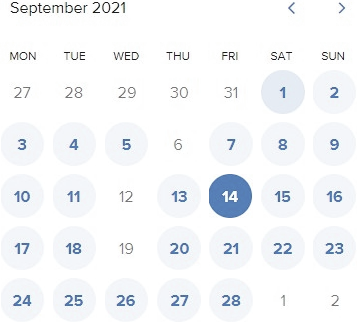 September 2021 < >
MON TUE WED THU FRI SAT SUN
27 28 29 30 31 1 2
3 4 5 6 7 8 9
10 11 12 13 14 15 16
17 18 19 20 21 22 23
24 25 26 27 28 1 2